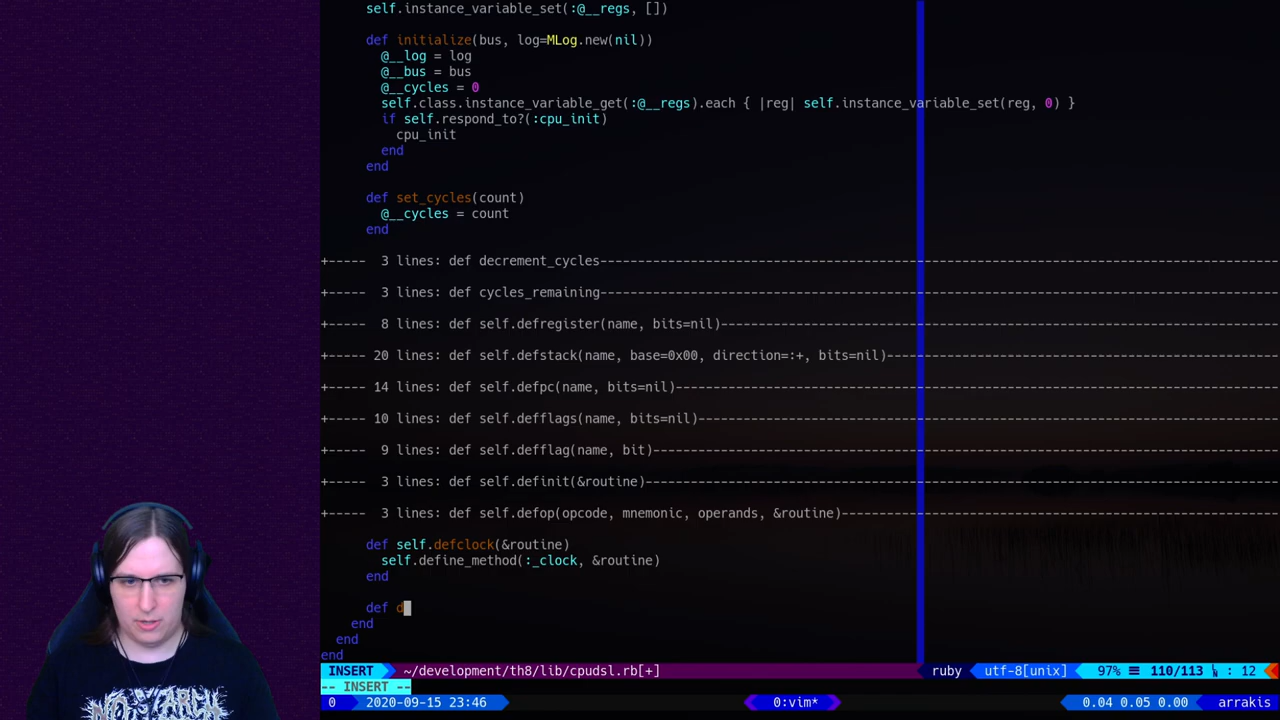 self.instance_variable_set(:@__regs, [])
def initialize(bus, log=MLog.new(nil))
@__log = log
@__bus = bus
@__cycles = 0
self.class.instance_variable_get(:@__regs).each { |reg| self.instance_variable_set(reg, 0) }
if self.respond_to?(:cpu_init)
cpu_init
end
end
def set_cycles(count)
@__cycles = count
end
+----- 3 lines: def decrement_cycles------------------------------------------------------------------------------------------
+----- 3 lines: def cycles_remaining------------------------------------------------------------------------------------------
+----- 8 lines: def self.defregister(name, bits=nil)--------------------------------------------------------------------------
+----- 20 lines: def self.defstack(name, base=0x00, direction=:+, bits=nil)----------------------------------------------------
+----- 14 lines: def self.defpc(name, bits=nil)--------------------------------------------------------------------------------
+----- 10 lines: def self.defflags(name, bits=nil)-----------------------------------------------------------------------------
+----- 9 lines: def self.defflag(name, bit)-----------------------------------------------------------------------------------
+----- 3 lines: def self.definit(&routine)------------------------------------------------------------------------------------
+----- 3 lines: def self.defop(opcode, mnemonic, operands, &routine)----------------------------------------------------------
def self.defclock(&routine)
self.define_method(:_clock, &routine)
end
def d
end
end
end
INSERT ~/development/th8/lib/cpudsl.rb[+] ruby utf-8[unix] 97% 110/113 : 12
-- INSERT --
0 2020-09-15 23:46 0:vim* 0.04 0.05 0.00 arrakis